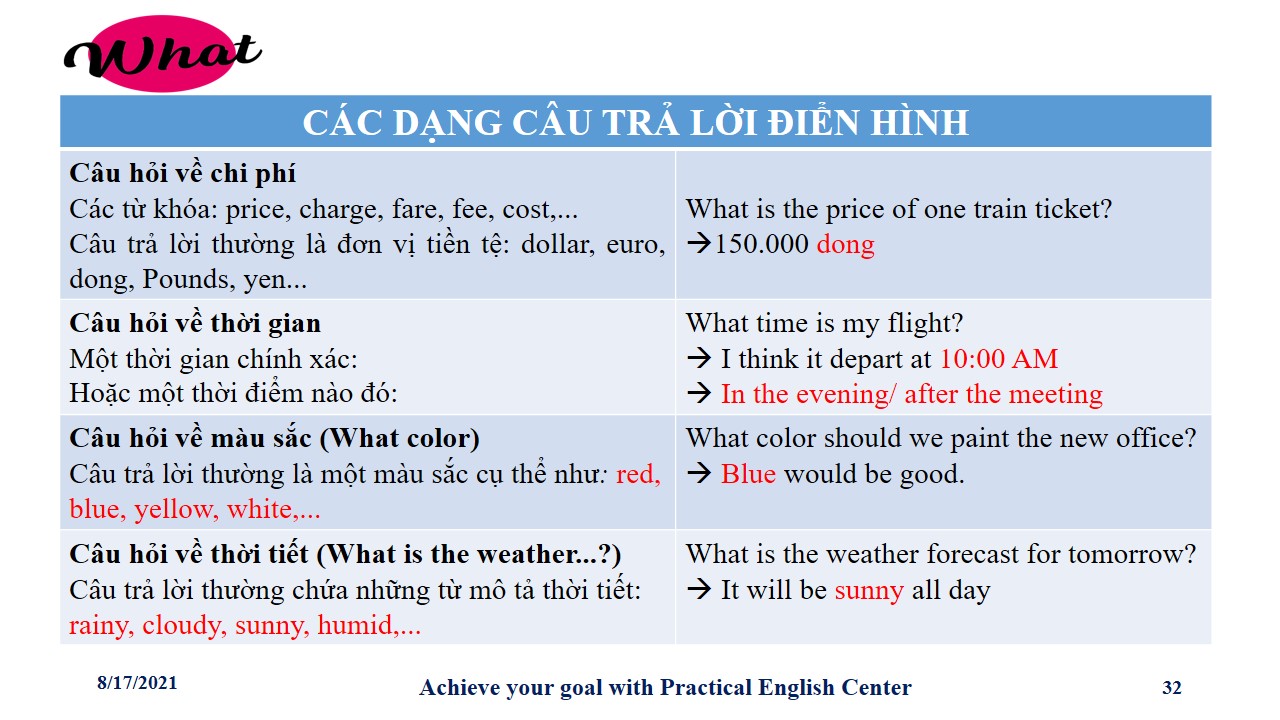 What
CÁC DẠNG CÂU TRẢ LỜI ĐIỂN HÌNH
Câu hỏi về chi phí
Các từ khóa: price, charge, fare, fee, cost,...
Câu trả lời thường là đơn vị tiền tệ: dollar, euro,
dong, Pounds, yen...
What is the price of one train ticket?
→150.000 dong
Câu hỏi về thời gian
Một thời gian chính xác:
Hoặc một thời điểm nào đó:
What time is my flight?
→ I think it depart at 10:00 AM
→ In the evening/ after the meeting
Câu hỏi về màu sắc (What color)
Câu trả lời thường là một màu sắc cụ thể như: red,
blue, yellow, white,...
What color should we paint the new office?
→ Blue would be good.
Câu hỏi về thời tiết (What is the weather...?)
Câu trả lời thường chứa những từ mô tả thời tiết:
rainy, cloudy, sunny, humid,...
What is the weather forecast for tomorrow?
→ It will be sunny all day
8/17/2021
Achieve your goal with Practical English Center
32